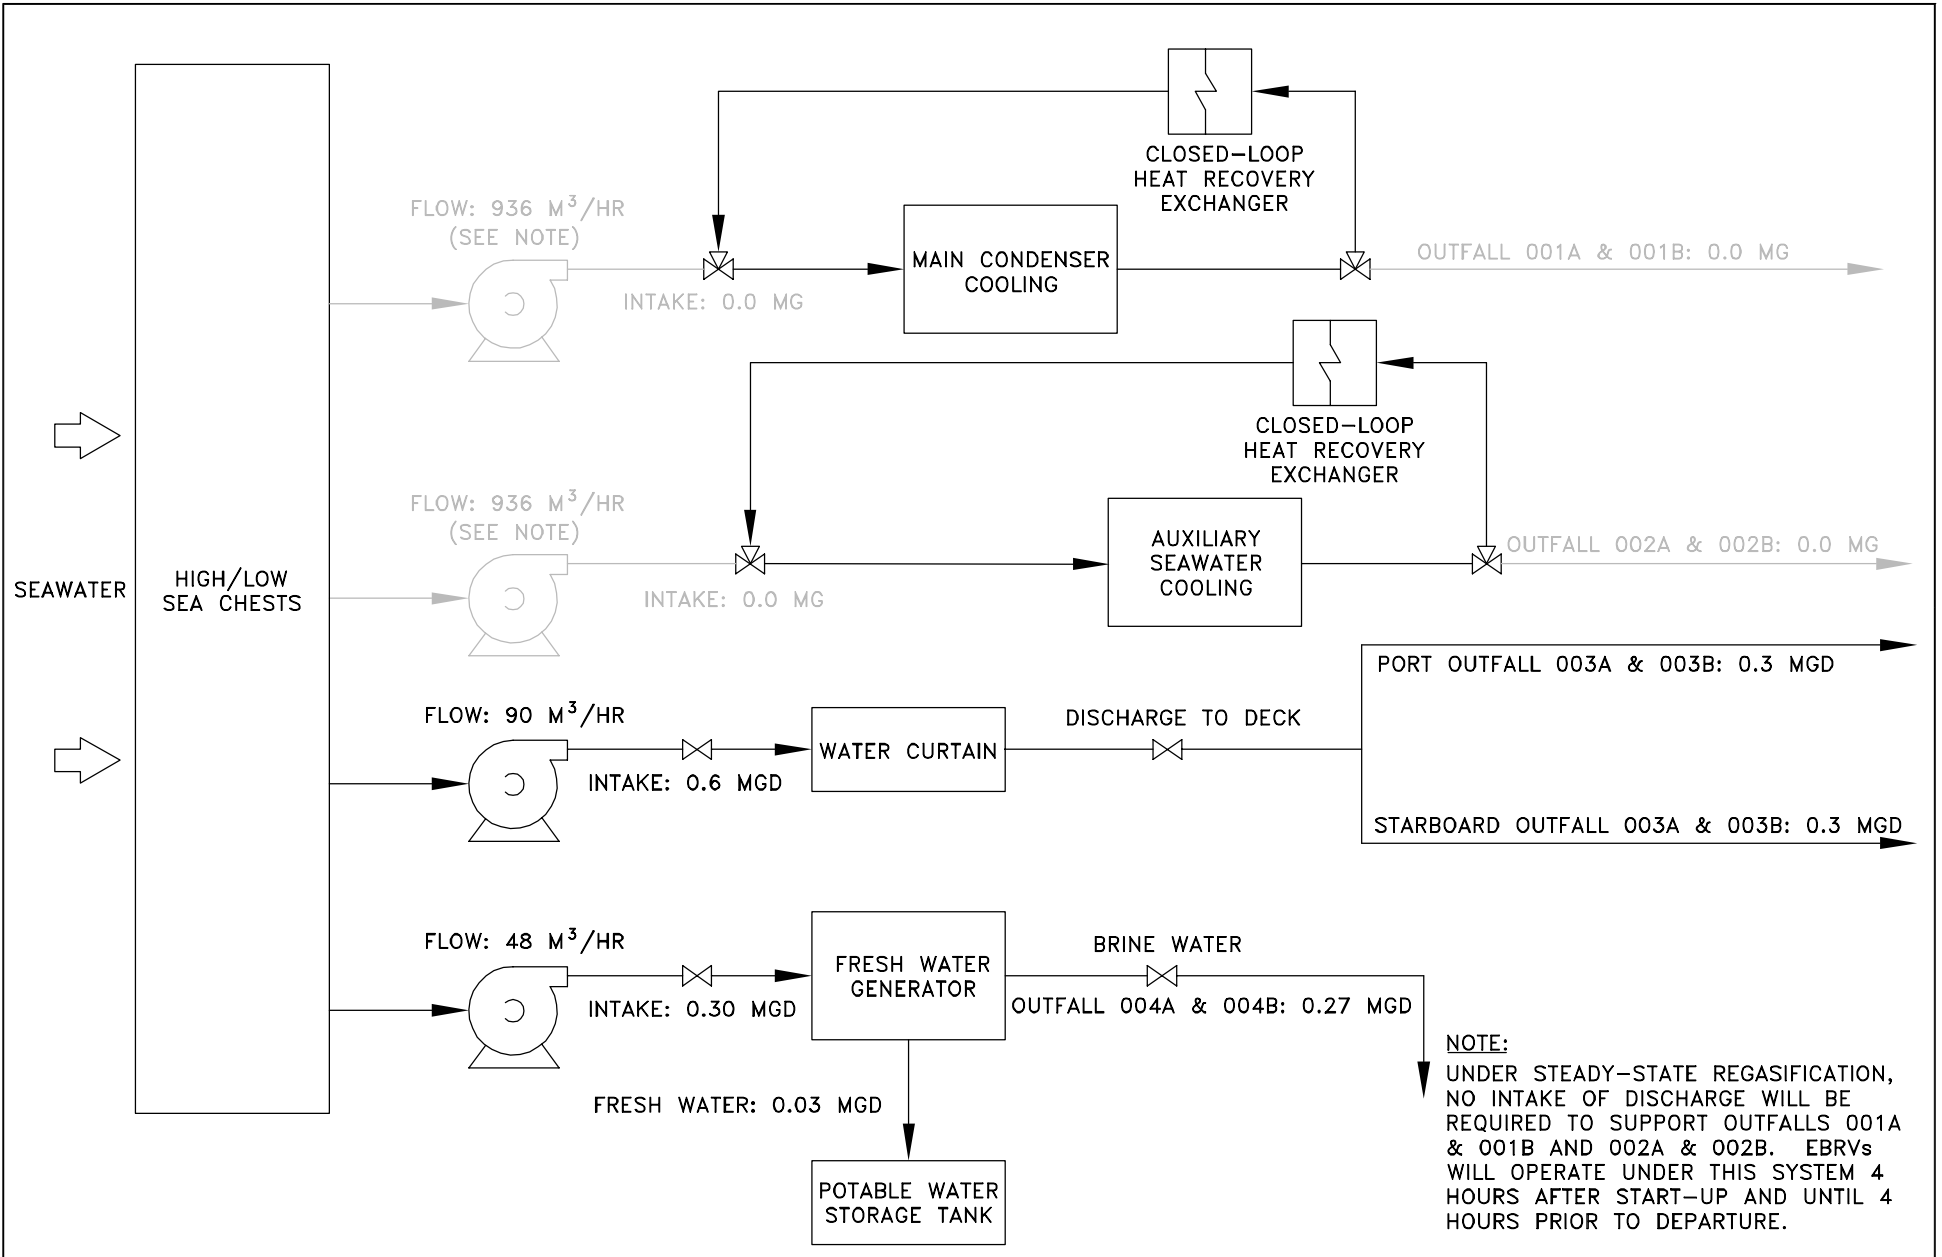 CLOSED-LOOP
HEAT RECOVERY
EXCHANGER
FLOW: 936 M³/HR
(SEE NOTE)
MAIN CONDENSER
COOLING
OUTFALL 001A & 001B: 0.0 MG
INTAKE: 0.0 MG
CLOSED-LOOP
HEAT RECOVERY
EXCHANGER
FLOW: 936 M³/HR
(SEE NOTE)
AUXILIARY
SEAWATER
COOLING
OUTFALL 002A & 002B: 0.0 MG
SEAWATER
HIGH/LOW
SEA CHESTS
INTAKE: 0.0 MG
PORT OUTFALL 003A & 003B: 0.3 MGD
FLOW: 90 M³/HR
DISCHARGE TO DECK
WATER CURTAIN
INTAKE: 0.6 MGD
STARBOARD OUTFALL 003A & 003B: 0.3 MGD
FLOW: 48 M³/HR
BRINE WATER
FRESH WATER
GENERATOR
INTAKE: 0.30 MGD
OUTFALL 004A & 004B: 0.27 MGD
FRESH WATER: 0.03 MGD
POTABLE WATER
STORAGE TANK
NOTE:
UNDER STEADY-STATE REGASIFICATION,
NO INTAKE OF DISCHARGE WILL BE
REQUIRED TO SUPPORT OUTFALLS 001A
& 001B AND 002A & 002B. EBRVs
WILL OPERATE UNDER THIS SYSTEM 4
HOURS AFTER START-UP AND UNTIL 4
HOURS PRIOR TO DEPARTURE.